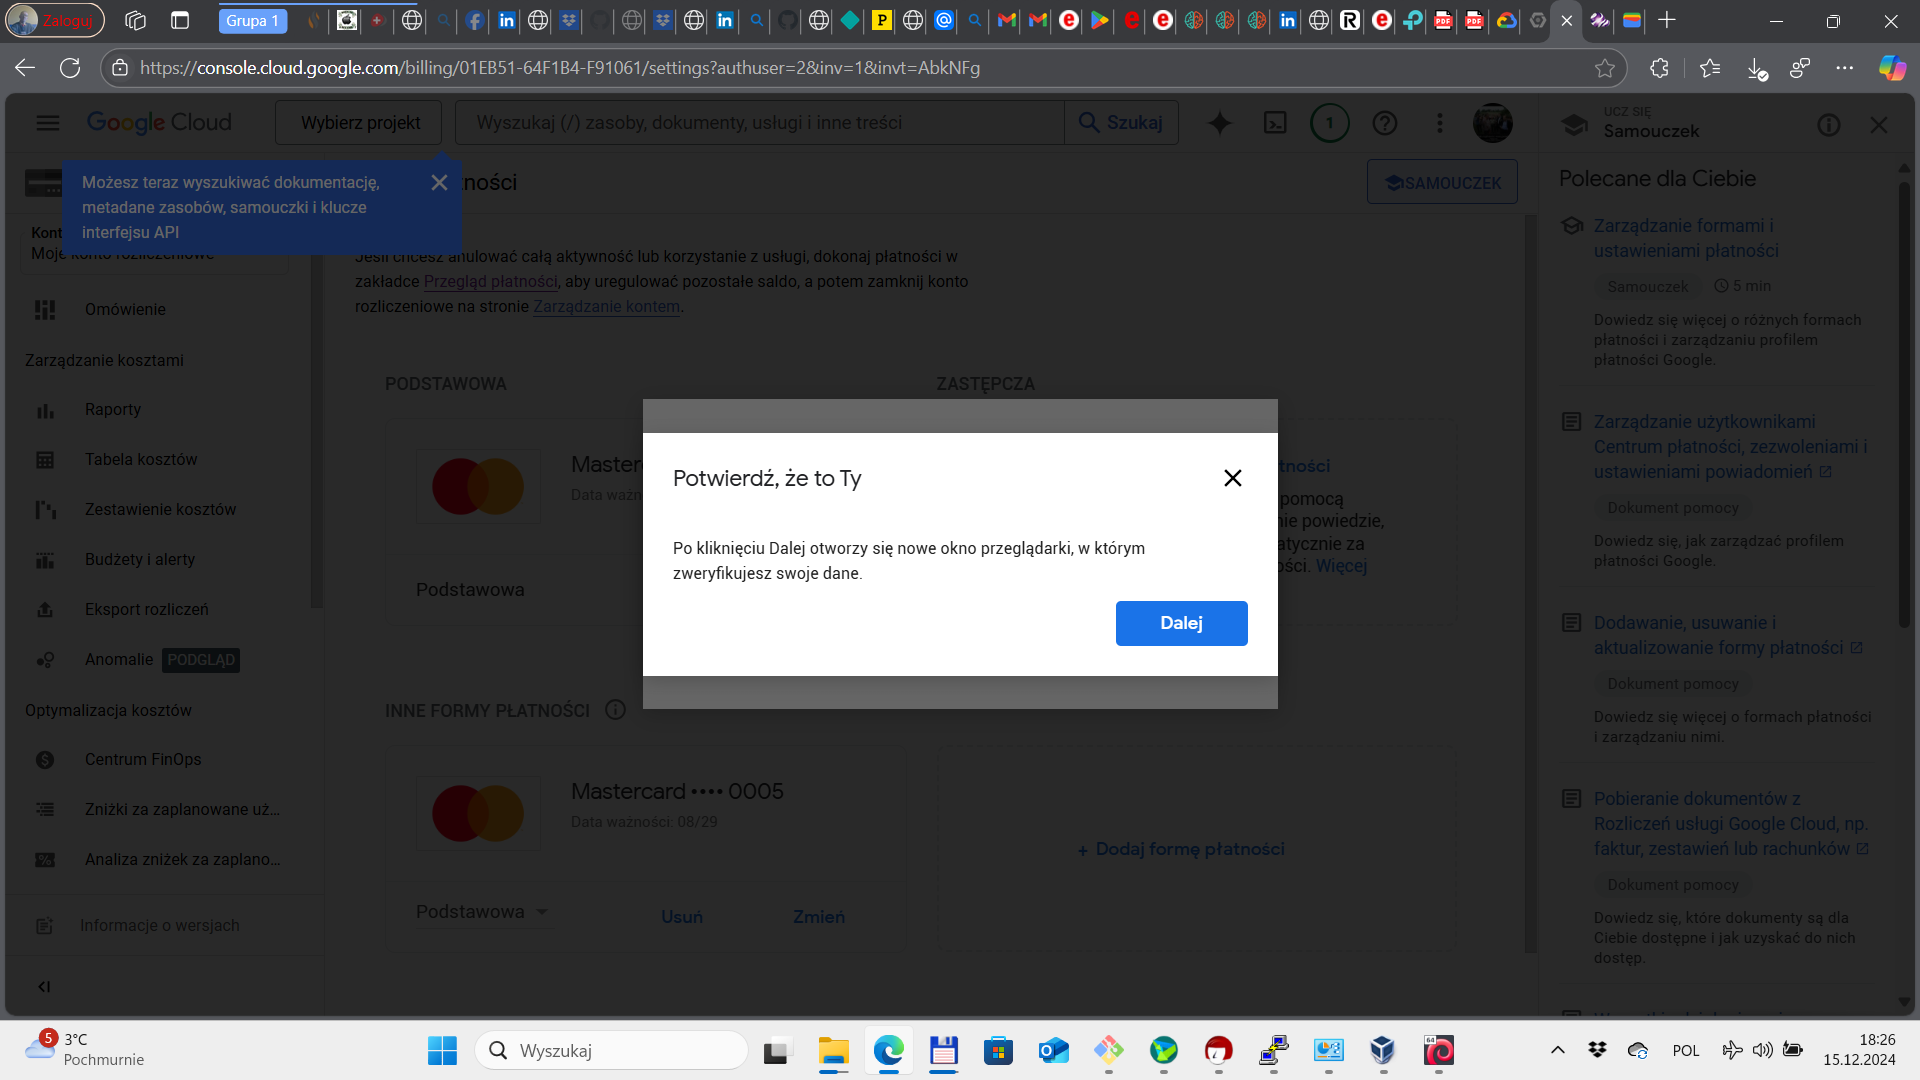 Zaloguj
Grupa 1
https://console.cloud.google.com/billing/01EB51-64F1B4-F91061/settings?authuser=2&inv=1&invt=AbkNFg
Google Cloud
Wybierz projekt
Wyszukaj (/) zasoby, dokumenty, usługi i inne treści
Szukaj
1
UCZ SIĘ
Samouczek
Możesz teraz wyszukiwać dokumentację,
metadane zasobów, samouczki i klucze
interfejsu API
ności
SAMOUCZEK
Kont
Moje konto rozliczeniowe
Omówienie
Zarządzanie kosztami
Raporty
Tabela kosztów
Zestawienie kosztów
Budżety i alerty
Eksport rozliczeń
Anomalie PODGLĄD
Optymalizacja kosztów
Centrum FinOps
Zniżki za zaplanowane uż...
Analiza zniżek za zaplano...
Informacje o wersjach
Jeśli chcesz anulować całą aktywność lub korzystanie z usługi, dokonaj płatności w
zakładce Przegląd płatności, aby uregulować pozostałe saldo, a potem zamknij konto
rozliczeniowe na stronie Zarządzanie kontem.
PODSTAWOWA
ZASTĘPCZA
Master
Data ważn
Podstawowa
tności
pomocą
nie powiedzie,
atycznie za
ości. Więcej
Potwierdź, że to Ty
Po kliknięciu Dalej otworzy się nowe okno przeglądarki, w którym
zweryfikujesz swoje dane.
Dalej
INNE FORMY PŁATNOŚCI
Mastercard •••• 0005
Data ważności: 08/29
Podstawowa
Usuń
Zmień
+ Dodaj formę płatności
Polecane dla Ciebie
Zarządzanie formami i
ustawieniami płatności
Samouczek
5 min
Dowiedz się więcej o różnych formach
płatności i zarządzaniu profilem
płatności Google.
Zarządzanie użytkownikami
Centrum płatności, zezwoleniami i
ustawieniami powiadomień
Dokument pomocy
Dowiedz się, jak zarządzać profilem
płatności Google.
Dodawanie, usuwanie i
aktualizowanie formy płatności
Dokument pomocy
Dowiedz się więcej o formach płatności
i zarządzaniu nimi.
Pobieranie dokumentów z
Rozliczeń usługi Google Cloud, np.
faktur, zestawień lub rachunków
Dokument pomocy
Dowiedz się, które dokumenty są dla
Ciebie dostępne i jak uzyskać do nich
dostęp.
5
3°C
Pochmurnie
Wyszukaj
POL
18:26
15.12.2024